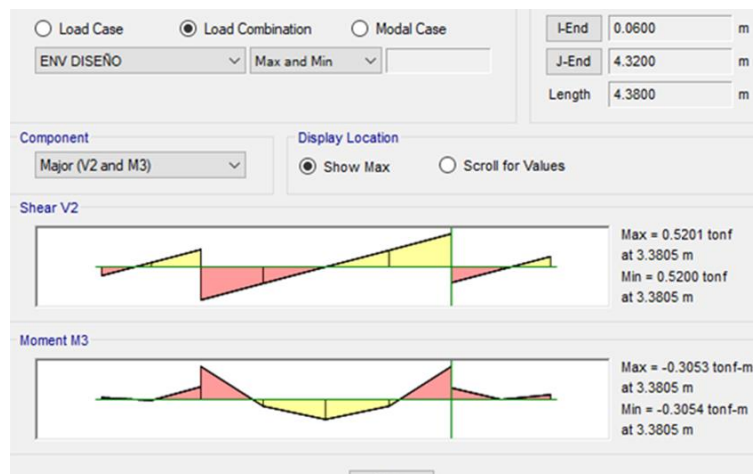 Load Case Load Combination Modal Case
ENV DISEÑO Max and Min
I-End 0.0600 m
J-End 4.3200 m
Length 4.3800 m
Component
Major (V2 and M3)
Display Location
Show Max Scroll for Values
Shear V2
Max = 0.5201 tonf
at 3.3805 m
Min = 0.5200 tonf
at 3.3805 m
Moment M3
Max = -0.3053 tonf-m
at 3.3805 m
Min = -0.3054 tonf-m
at 3.3805 m